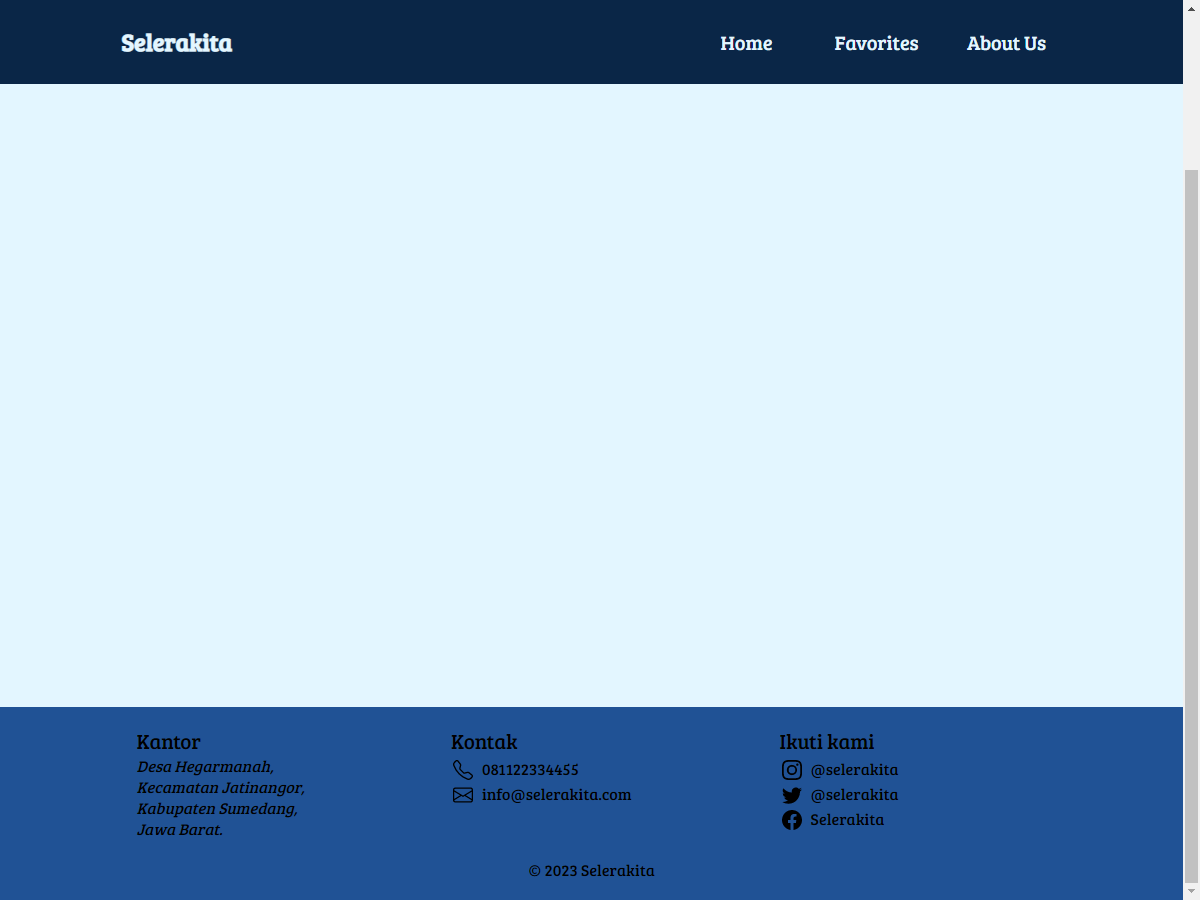 Selerakita
Home
Favorites
About Us
Kantor
Desa Hegarmanah,
Kecamatan Jatinangor,
Kabupaten Sumedang,
Jawa Barat.
Kontak
081122334455
info@selerakita.com
Ikuti kami
@selerakita
@selerakita
Selerakita
© 2023 Selerakita